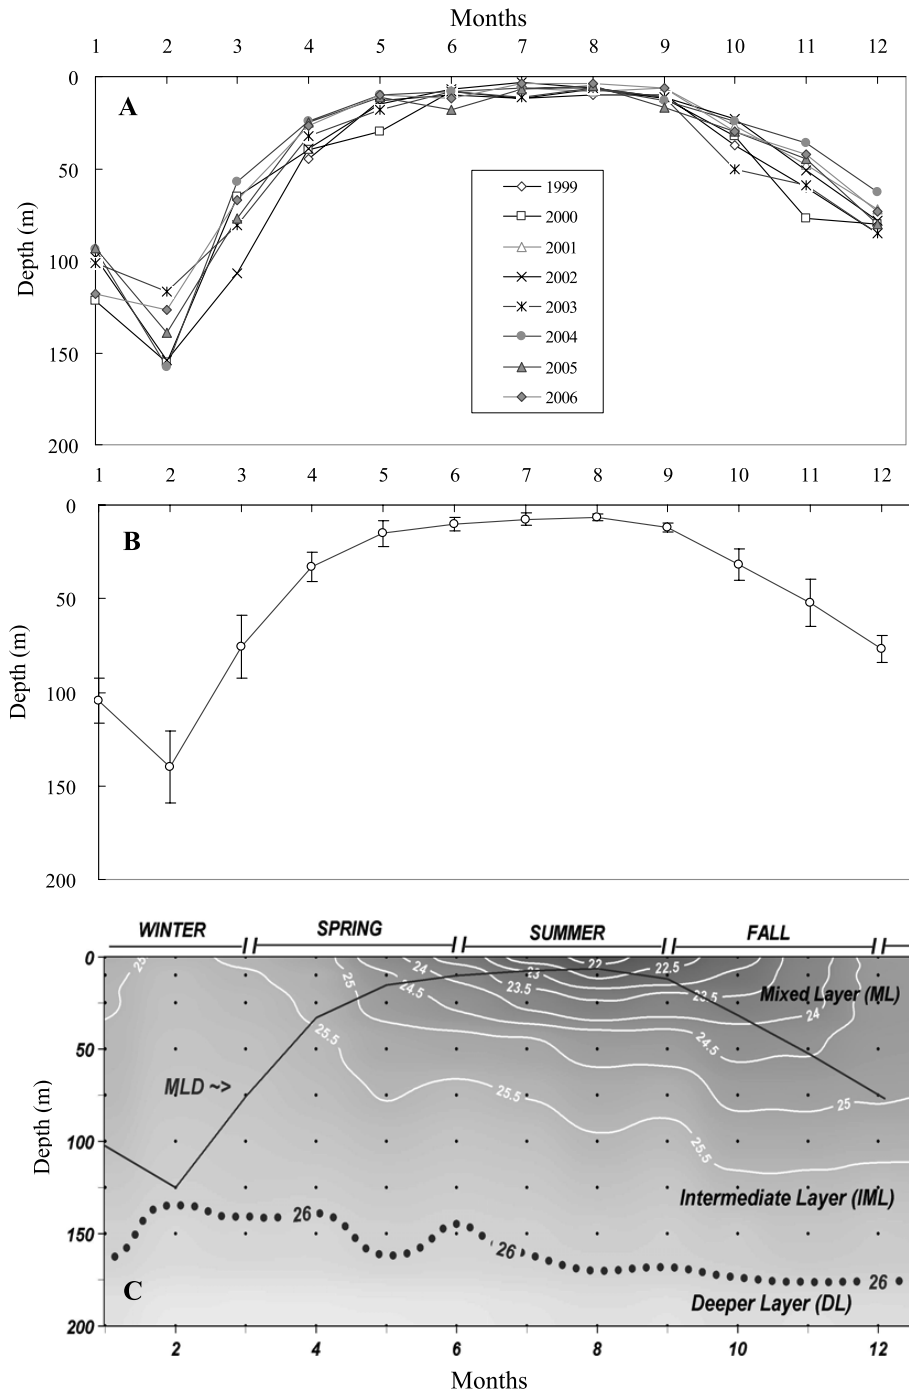 Months
1 2 3 4 5 6 7 8 9 10 11 12
0
A
50
100
150
200
Depth (m)
1999
2000
2001
2002
2003
2004
2005
2006
1 2 3 4 5 6 7 8 9 10 11 12
0
B
50
100
150
200
Depth (m)
WINTER SPRING SUMMER FALL
0
50
100
150
200
Depth (m)
25 25 24 23 22 22.5
24.5 23.5 23.5
Mixed Layer (ML)
24
25.5 24.5
MLD ~>
25.5 25
25.5
Intermediate Layer (IML)
26 26 26
C
Deeper Layer (DL)
2 4 6 8 10 12
Months